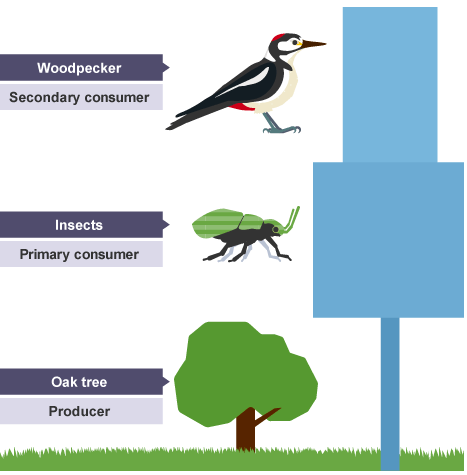 Woodpecker
Secondary consumer
Insects
Primary consumer
Oak tree
Producer